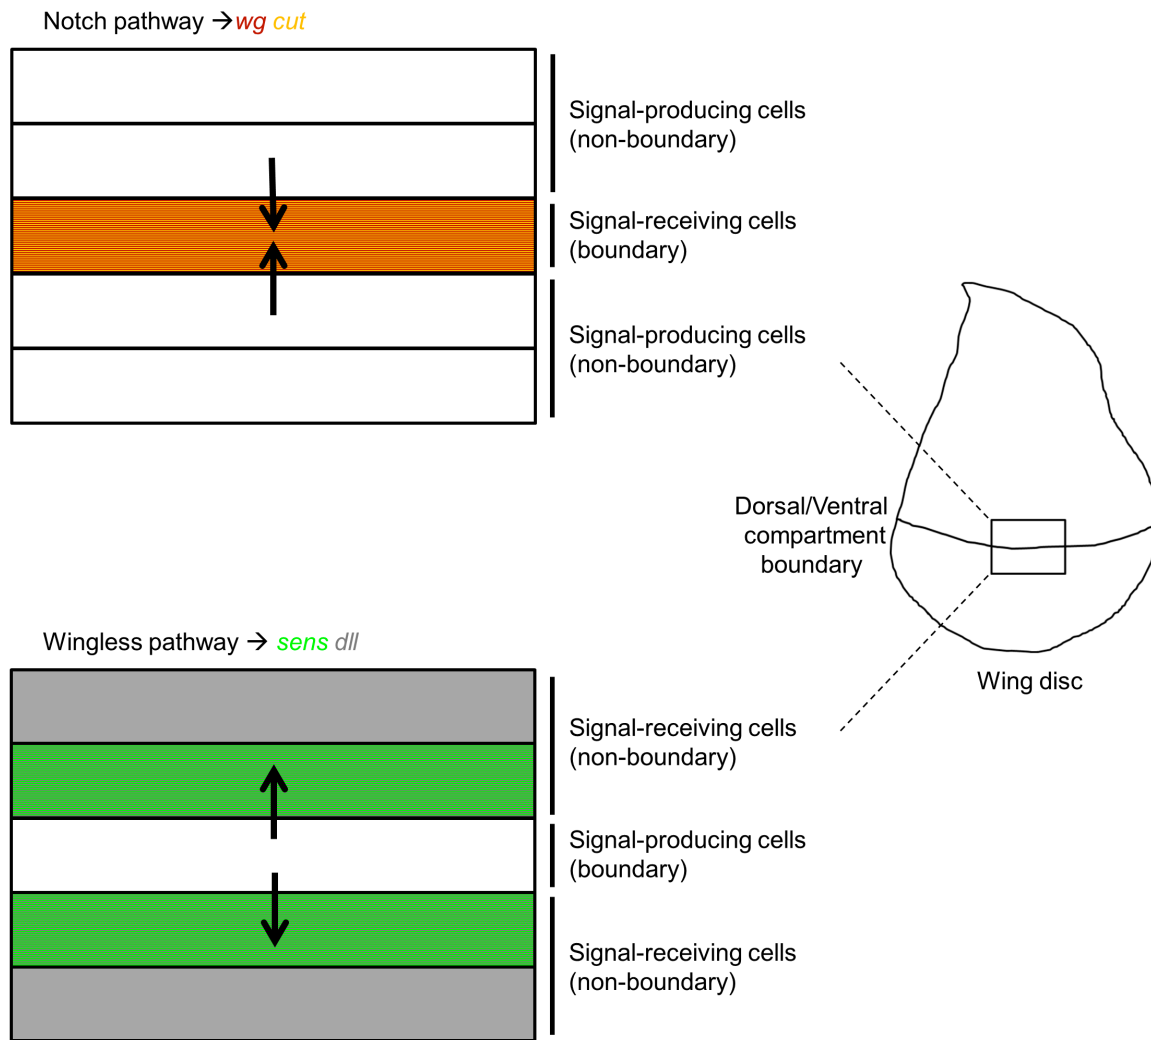 Notch pathway →wg cut
Signal-producing cells
(non-boundary)
Signal-receiving cells
(boundary)
Signal-producing cells
(non-boundary)
Dorsal/Ventral
compartment
boundary
Wing disc
Wingless pathway → sens dll
Signal-receiving cells
(non-boundary)
Signal-producing cells
(boundary)
Signal-receiving cells
(non-boundary)